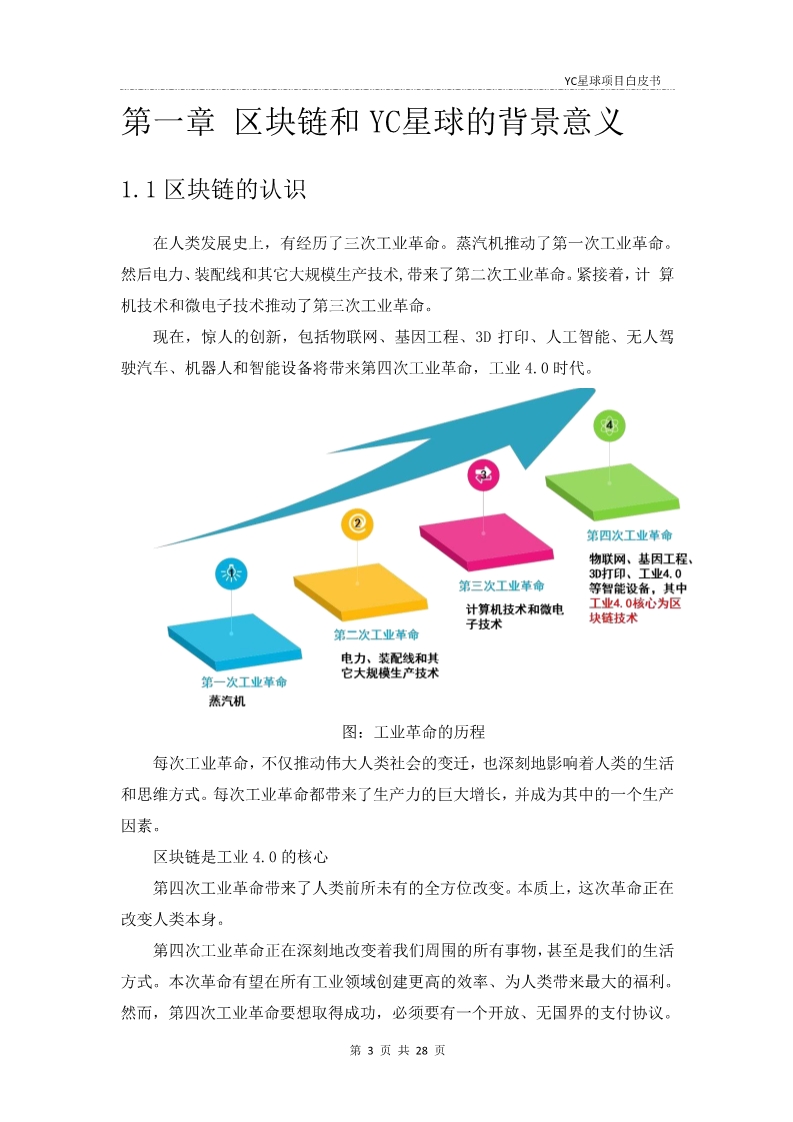 YC星球项目白皮书
第一章 区块链和 YC星球的背景意义
1.1 区块链的认识
在人类发展史上，有经历了三次工业革命。蒸汽机推动了第一次工业革命。
然后电力、装配线和其它大规模生产技术,带来了第二次工业革命。紧接着，计 算
机技术和微电子技术推动了第三次工业革命。
现在，惊人的创新，包括物联网、基因工程、3D 打印、人工智能、无人驾
驶汽车、机器人和智能设备将带来第四次工业革命，工业 4.0 时代。
1
第一次工业革命
蒸汽机
2
第二次工业革命
电力、装配线和其
它大规模生产技术
3
第三次工业革命
计算机技术和微电
子技术
4
第四次工业革命
物联网、基因工程、
3D打印、工业4.0
等智能设备，其中
工业4.0核心为区
块链技术
图：工业革命的历程
每次工业革命，不仅推动伟大人类社会的变迁，也深刻地影响着人类的生活
和思维方式。每次工业革命都带来了生产力的巨大增长，并成为其中的一个生产
因素。
区块链是工业 4.0 的核心
第四次工业革命带来了人类前所未有的全方位改变。本质上，这次革命正在
改变人类本身。
第四次工业革命正在深刻地改变着我们周围的所有事物，甚至是我们的生活
方式。本次革命有望在所有工业领域创建更高的效率、为人类带来最大的福利。
然而，第四次工业革命要想取得成功，必须要有一个开放、无国界的支付协议。
第 3 页 共 28 页